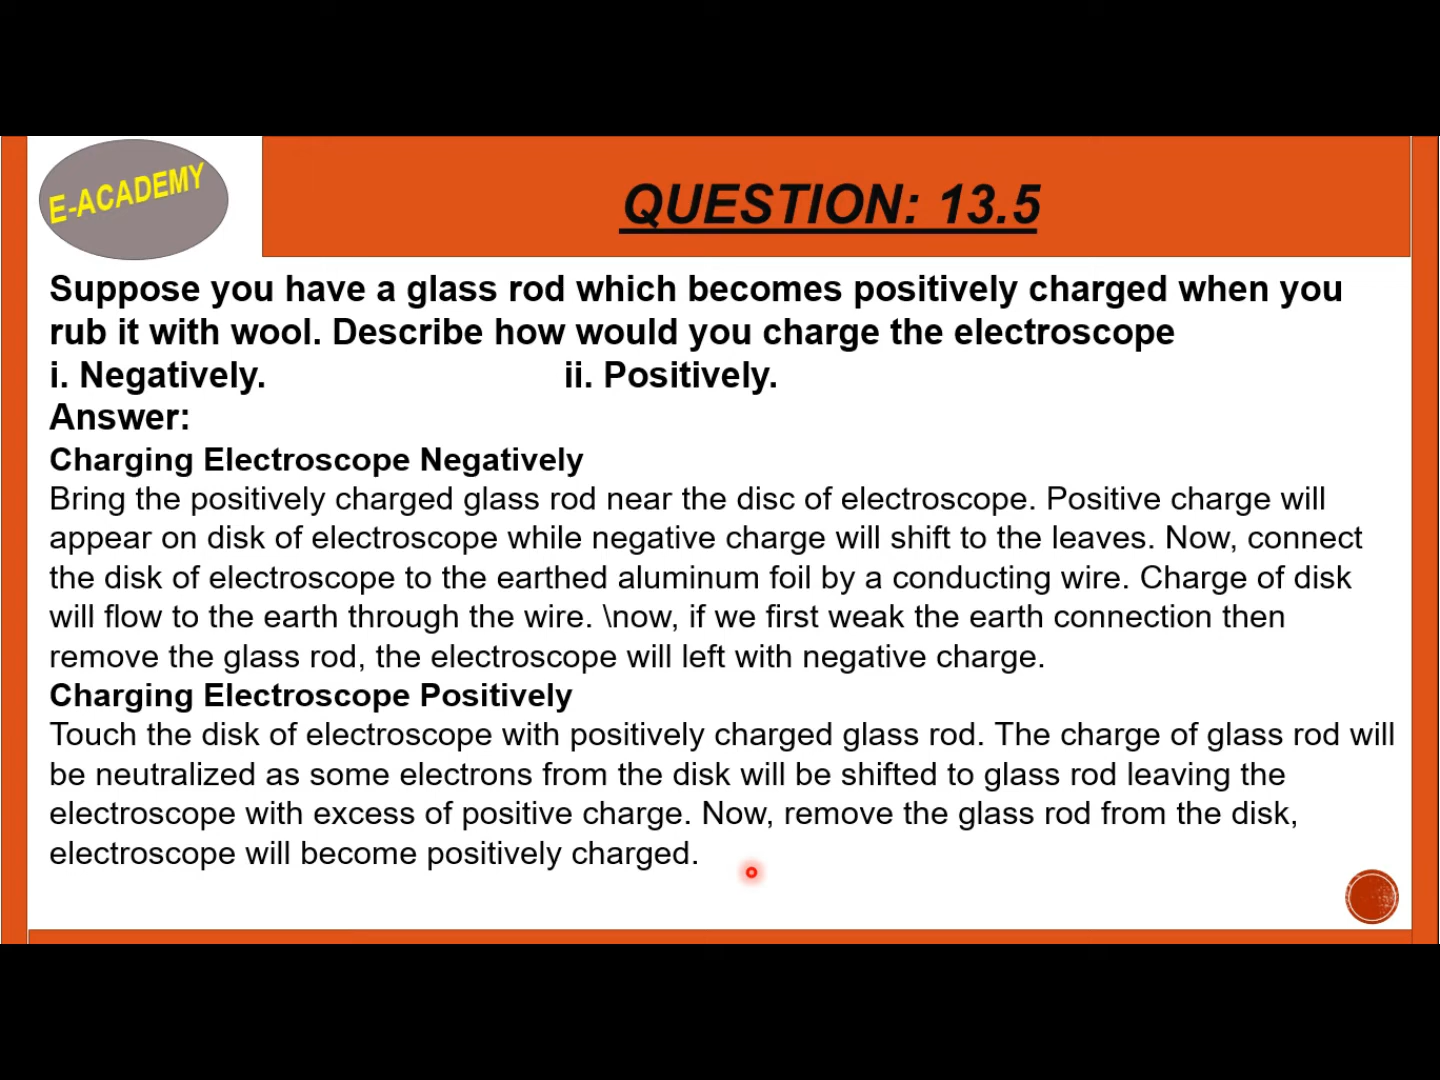 E-ACADEMY
QUESTION: 13.5
Suppose you have a glass rod which becomes positively charged when you
rub it with wool. Describe how would you charge the electroscope
i. Negatively. ii. Positively.
Answer:
Charging Electroscope Negatively
Bring the positively charged glass rod near the disc of electroscope. Positive charge will
appear on disk of electroscope while negative charge will shift to the leaves. Now, connect
the disk of electroscope to the earthed aluminum foil by a conducting wire. Charge of disk
will flow to the earth through the wire. \now, if we first weak the earth connection then
remove the glass rod, the electroscope will left with negative charge.
Charging Electroscope Positively
Touch the disk of electroscope with positively charged glass rod. The charge of glass rod will
be neutralized as some electrons from the disk will be shifted to glass rod leaving the
electroscope with excess of positive charge. Now, remove the glass rod from the disk,
electroscope will become positively charged.